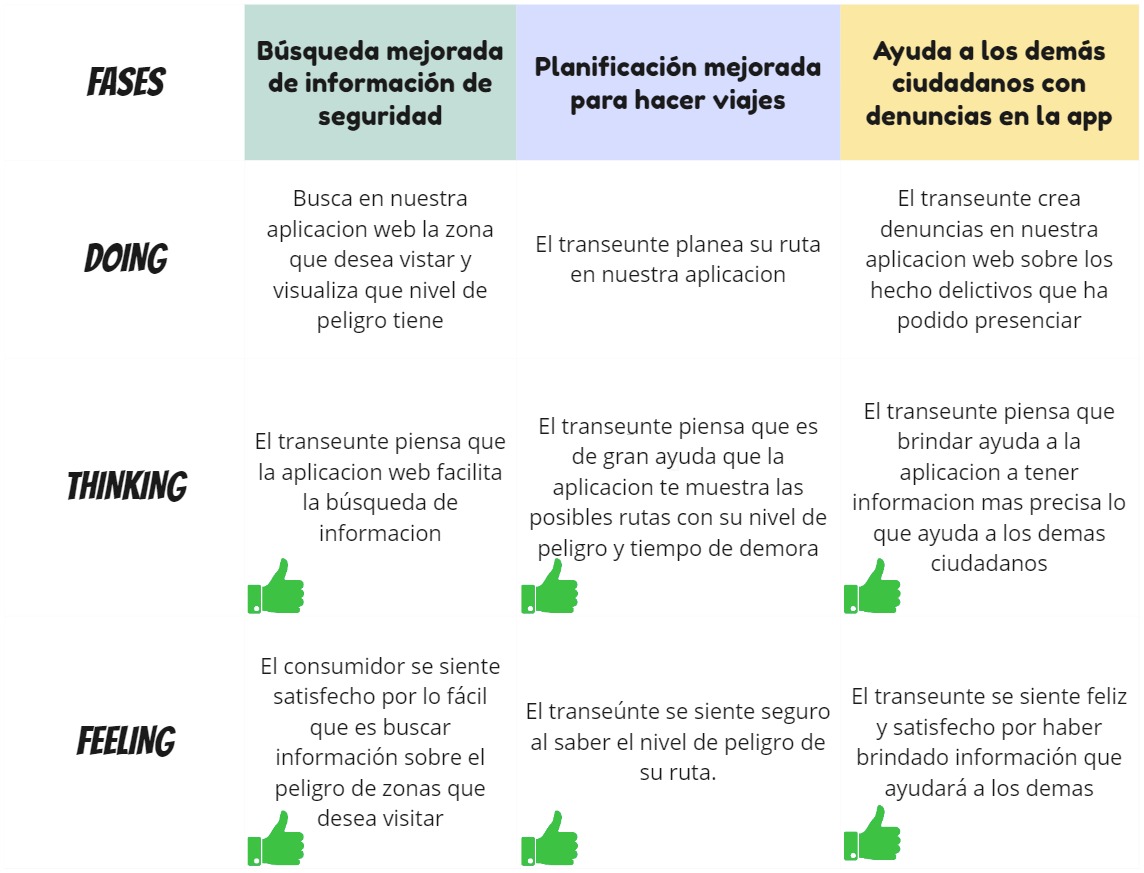 FASES
Búsqueda mejorada
de información de
seguridad
Planificación mejorada
para hacer viajes
Ayuda a los demás
ciudadanos con
denuncias en la app
DOING
Busca en nuestra
aplicacion web la zona
que desea vistar y
visualiza que nivel de
peligro tiene
El transeunte planea su ruta
en nuestra aplicacion
El transeunte crea
denuncias en nuestra
aplicacion web sobre los
hecho delictivos que ha
podido presenciar
THINKING
El transeunte piensa que
la aplicacion web facilita
la búsqueda de
informacion
El transeunte piensa que es
de gran ayuda que la
aplicacion te muestra las
posibles rutas con su nivel de
peligro y tiempo de demora
El transeunte piensa que
brindar ayuda a la
aplicacion a tener
informacion mas precisa lo
que ayuda a los demas
ciudadanos
FEELING
El consumidor se siente
satisfecho por lo fácil
que es buscar
información sobre el
peligro de zonas que
desea visitar
El transeúnte se siente seguro
al saber el nivel de peligro de
su ruta.
El transeunte se siente feliz
y satisfecho por haber
brindado información que
ayudará a los demas